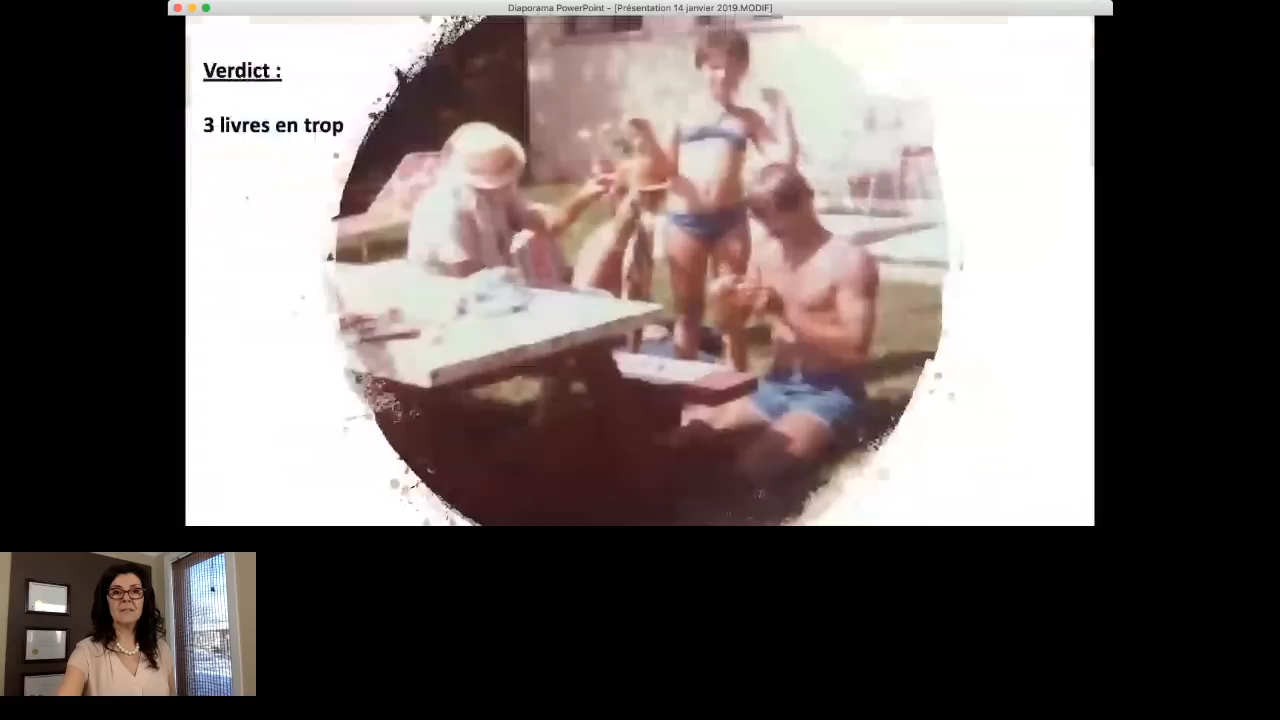 Diaporama PowerPoint - [Présentation 14 janvier 2019.MODIF]
Verdict :
3 livres en trop